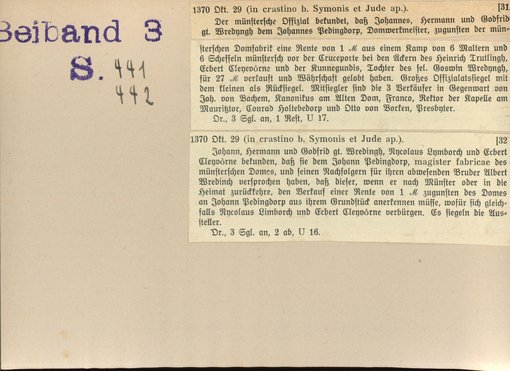 Beiband 3
S. 441
442
1370 Okt. 29 (in crastino b. Symonis et Jude ap.). [31
Der münstersche Offizial bekundet, daß Johannes, Hermann und Godfrid
gt. Wredyngh dem Johannes Pedingdorp, Domwerkmeister, zugunsten der mün-
sterschen Domfabrik eine Rente von 1 M aus einem Kamp von 6 Maltern und
6 Scheffeln münstersch vor der Cruceporte bei den Äckern des Heinrich Trutlingh,
Ecbert Cleyvörne und der Kunnegundis, Tochter des sel. Goswin Wredyngh,
für 27 M verkauft und Währschaft gelobt haben. Großes Offizialatssiegel mit
dem kleinen als Rücksiegel. Mitsiegler sind die 3 Verkäufer in Gegenwart von
Joh. von Bachem, Kanonikus am Alten Dom, Franco, Rektor der Kapelle am
Mauritztor, Conrad Holtebedorp und Otto von Borken, Presbyter.
Or., 3 Sgl. an, 1 Rest, U 17.
1370 Okt. 29 (in crastino b. Symonis et Jude ap.). [32
Johann, Hermann und Godfrid gt. Wredingh, Nycolaus Lymborch und Ecbert
Cleyvörne bekunden, daß sie dem Johann Pedingdorp, magister fabricae des
münsterschen Domes, und seinen Nachfolgern für ihren abwesenden Bruder Albert
Wredinch versprochen haben, daß dieser, wenn er nach Münster oder in die
Heimat zurückkehre, den Verkauf einer Rente von 1 M zugunsten des Domes
an Johann Pedingdorp aus ihrem Grundstück anerkennen müsse, wofür sich gleich-
falls Nycolaus Limborch und Ecbert Cleyvörne verbürgen. Es siegeln die Aus-
steller.
Or., 3 Sgl. an, 2 ab, U 16.